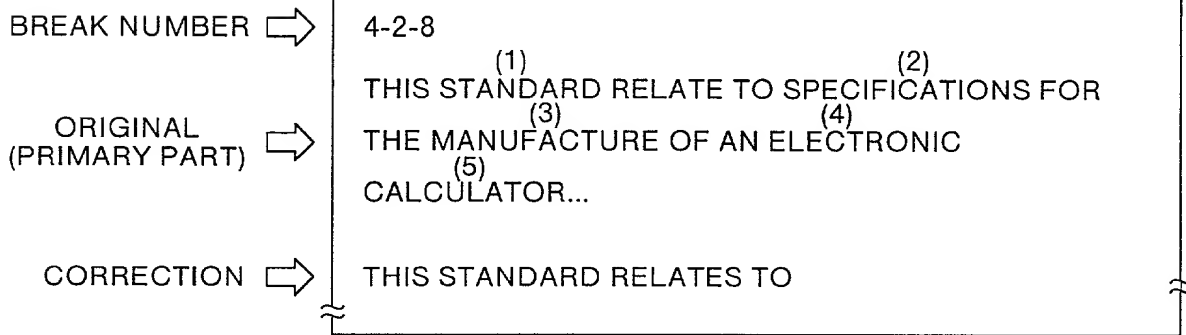 BREAK NUMBER 4-2-8
(1) (2)
THIS STANDARD RELATE TO SPECIFICATIONS FOR
(3) (4)
ORIGINAL
(PRIMARY PART)
THE MANUFACTURE OF AN ELECTRONIC
(5)
CALCULATOR...
CORRECTION THIS STANDARD RELATES TO